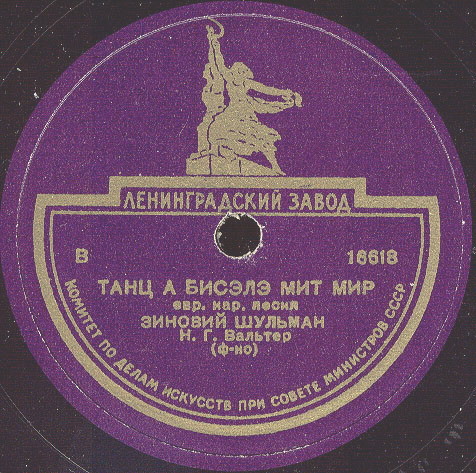 ЛЕНИНГРАДСКИЙ ЗАВОД
В 16618
ТАНЦ А БИСЭЛЭ МИТ МИР
евр. нар. песня
ЗИНОВИЙ ШУЛЬМАН
Н. Г. Вальтер
(ф-но)
КОМИТЕТ ПО ДЕЛАМ ИСКУССТВ ПРИ СОВЕТЕ МИНИСТРОВ СССР